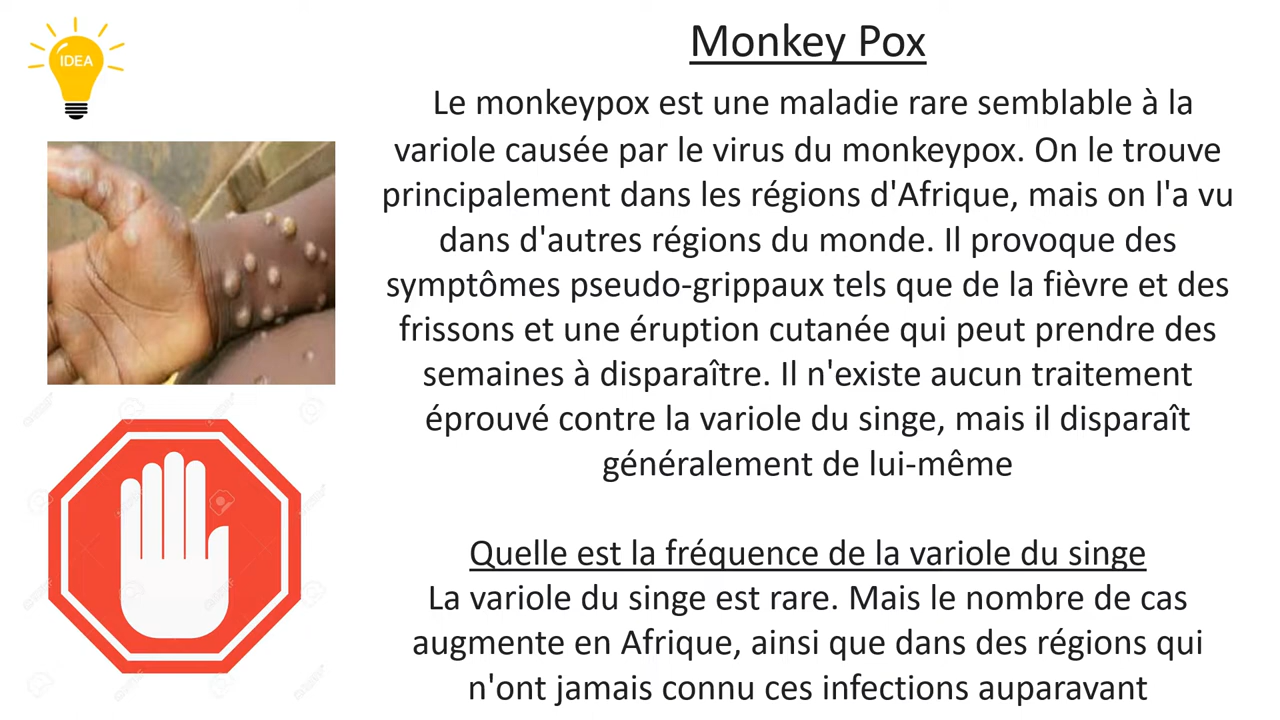 IDEA
Monkey Pox
Le monkeypox est une maladie rare semblable à la
variole causée par le virus du monkeypox. On le trouve
principalement dans les régions d'Afrique, mais on l'a vu
dans d'autres régions du monde. Il provoque des
symptômes pseudo-grippaux tels que de la fièvre et des
frissons et une éruption cutanée qui peut prendre des
semaines à disparaître. Il n'existe aucun traitement
éprouvé contre la variole du singe, mais il disparaît
généralement de lui-même
Quelle est la fréquence de la variole du singe
La variole du singe est rare. Mais le nombre de cas
augmente en Afrique, ainsi que dans des régions qui
n'ont jamais connu ces infections auparavant